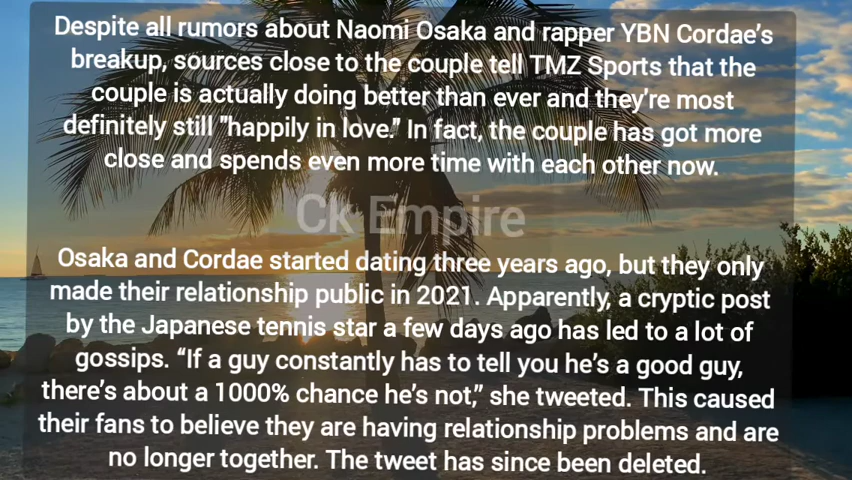 Despite all rumors about Naomi Osaka and rapper YBN Cordae's
breakup, sources close to the couple tell TMZ Sports that the
couple is actually doing better than ever and they're most
definitely still "happily in love." In fact, the couple has got more
close and spends even more time with each other now.
Ck Empire
Osaka and Cordae started dating three years ago, but they only
made their relationship public in 2021. Apparently, a cryptic post
by the Japanese tennis star a few days ago has led to a lot of
gossips. “If a guy constantly has to tell you he’s a good guy,
there’s about a 1000% chance he’s not,” she tweeted. This caused
their fans to believe they are having relationship problems and are
no longer together. The tweet has since been deleted.